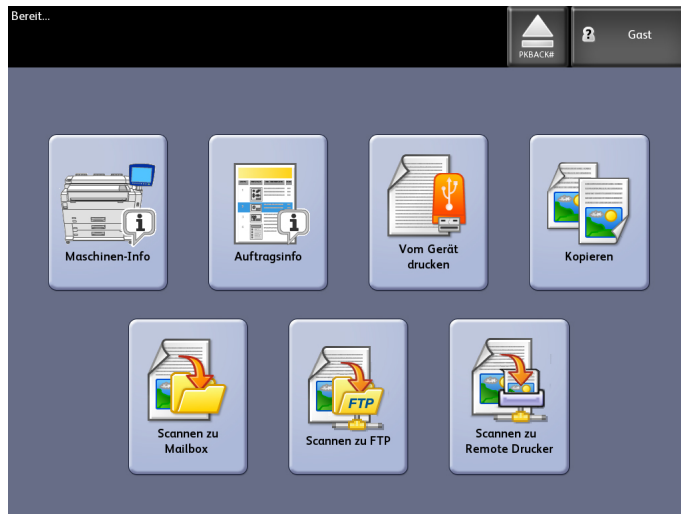 Bereit...
PKBACK#
Gast
Maschinen-Info
Auftragsinfo
Vom Gerät
drucken
Kopieren
FTP
Scannen zu
Mailbox
Scannen zu FTP
Scannen zu
Remote Drucker